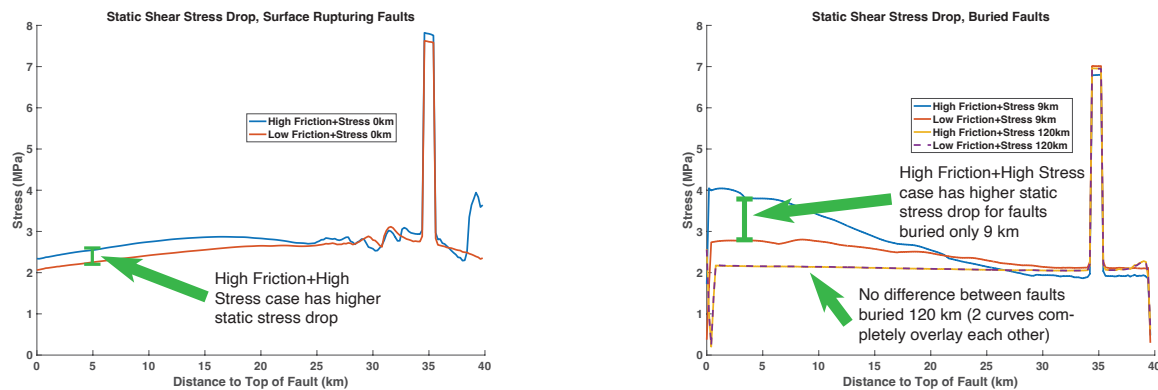 Static Shear Stress Drop, Surface Rupturing Faults
8
7
6
5
4
3
2
1
0
Stress (MPa)
High Friction+Stress 0km
Low Friction+Stress 0km
High Friction+High
Stress case has higher
static stress drop
0 5 10 15 20 25 30 35 40
Distance to Top of Fault (km)
Static Shear Stress Drop, Buried Faults
8
7
6
5
4
3
2
1
0
Stress (MPa)
High Friction+Stress 9km
Low Friction+Stress 9km
High Friction+Stress 120km
Low Friction+Stress 120km
High Friction+High Stress
case has higher static
stress drop for faults
buried only 9 km
No difference between faults
buried 120 km (2 curves com-
pletely overlay each other)
0 5 10 15 20 25 30 35 40
Distance to Top of Fault (km)